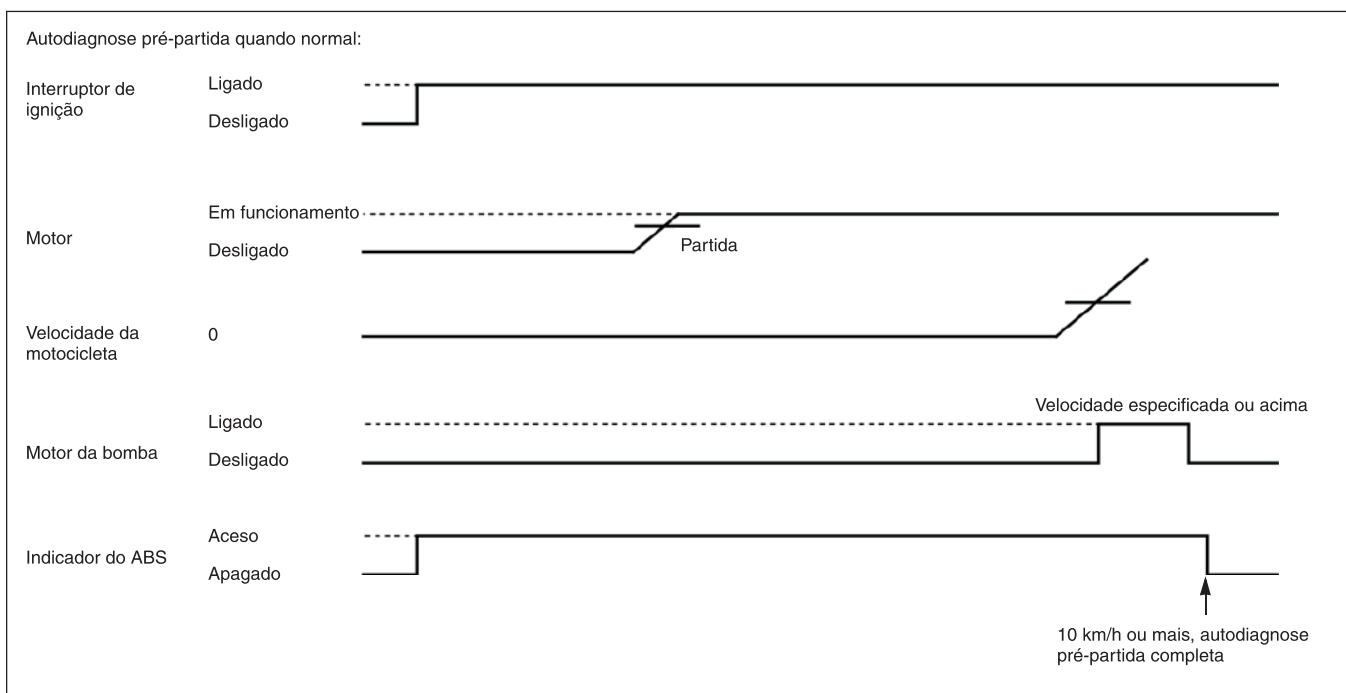 Autodiagnose pré-partida quando normal:
Interruptor de
ignição
Ligado
Desligado
Motor
Em funcionamento
Desligado
Partida
Velocidade da
motocicleta
0
Velocidade especificada ou acima
Motor da bomba
Ligado
Desligado
Indicador do ABS
Aceso
Apagado
10 km/h ou mais, autodiagnose
pré-partida completa